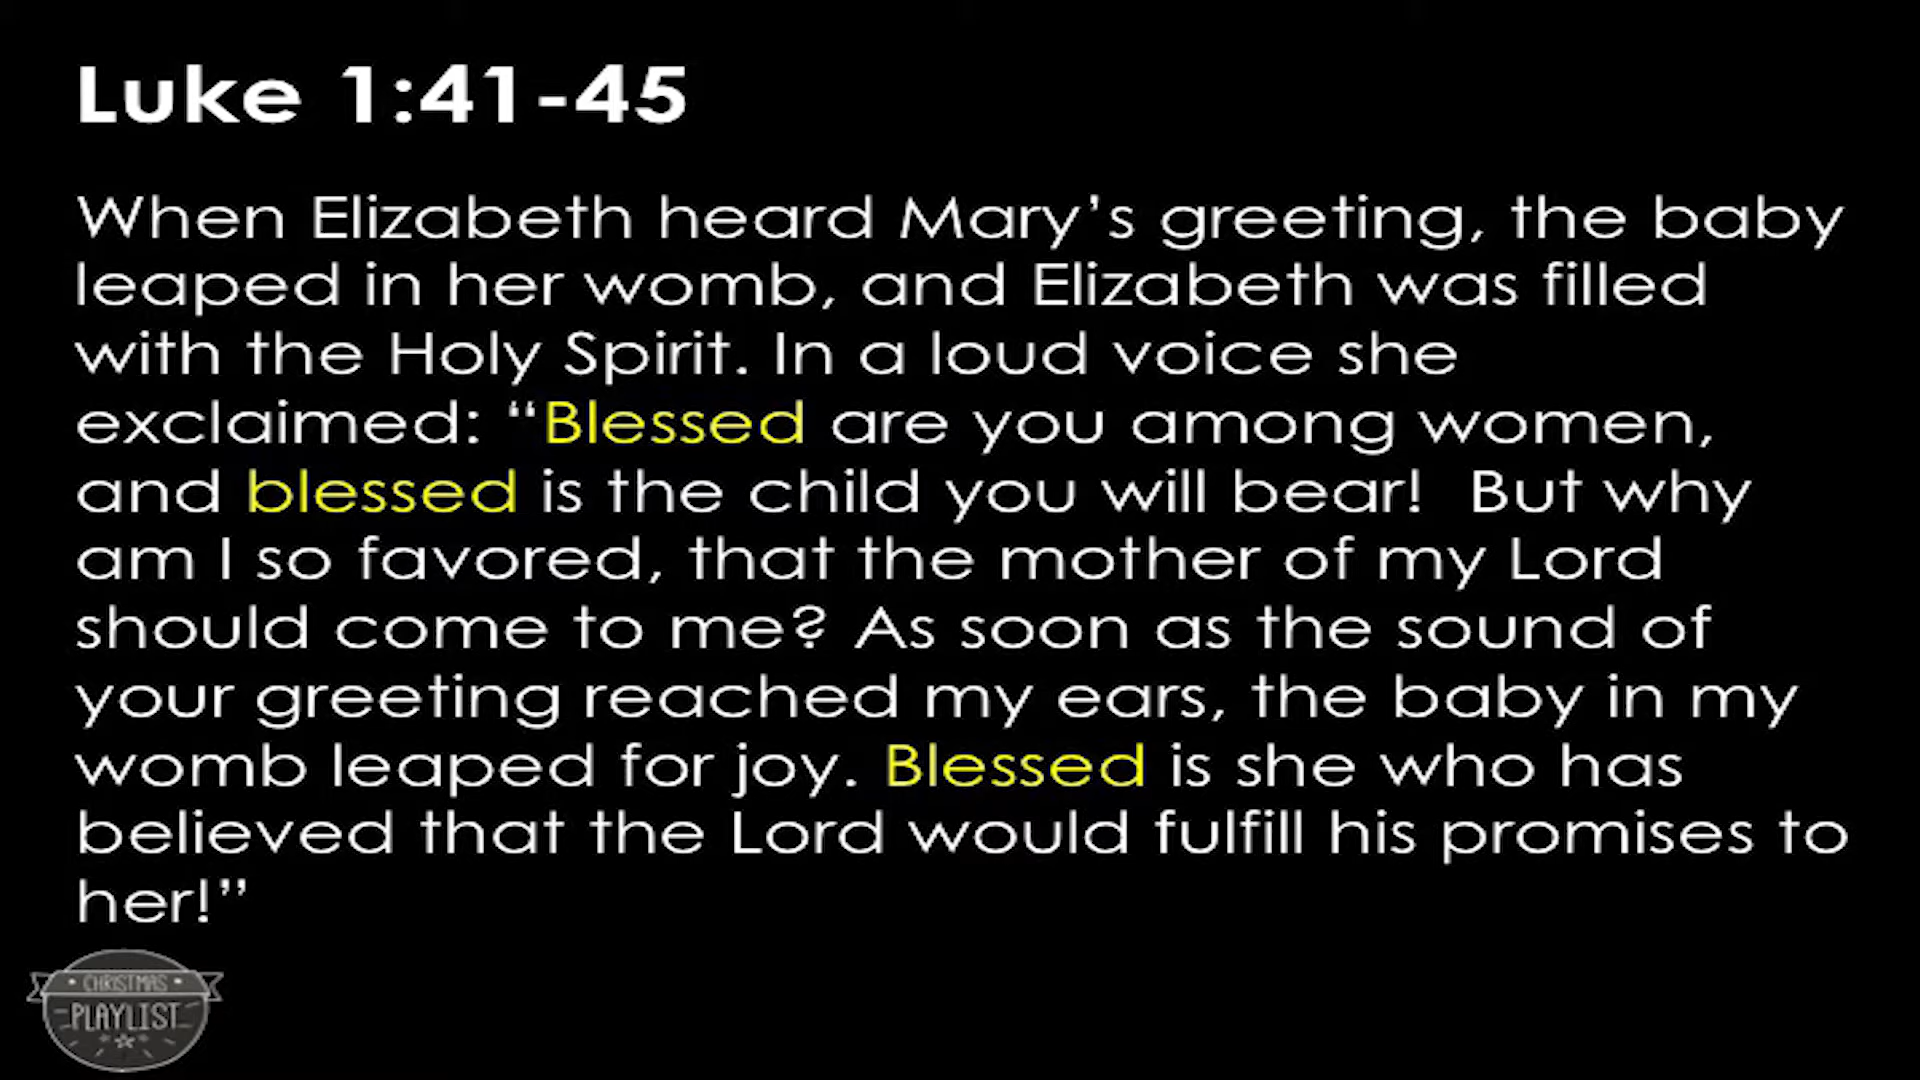 Luke 1:41-45
When Elizabeth heard Mary’s greeting, the baby
leaped in her womb, and Elizabeth was filled
with the Holy Spirit. In a loud voice she
exclaimed: “Blessed are you among women,
and blessed is the child you will bear!  But why
am I so favored, that the mother of my Lord
should come to me? As soon as the sound of
your greeting reached my ears, the baby in my
womb leaped for joy. Blessed is she who has
believed that the Lord would fulfill his promises to
her!”
• CHRISTMAS •
PLAYLIST